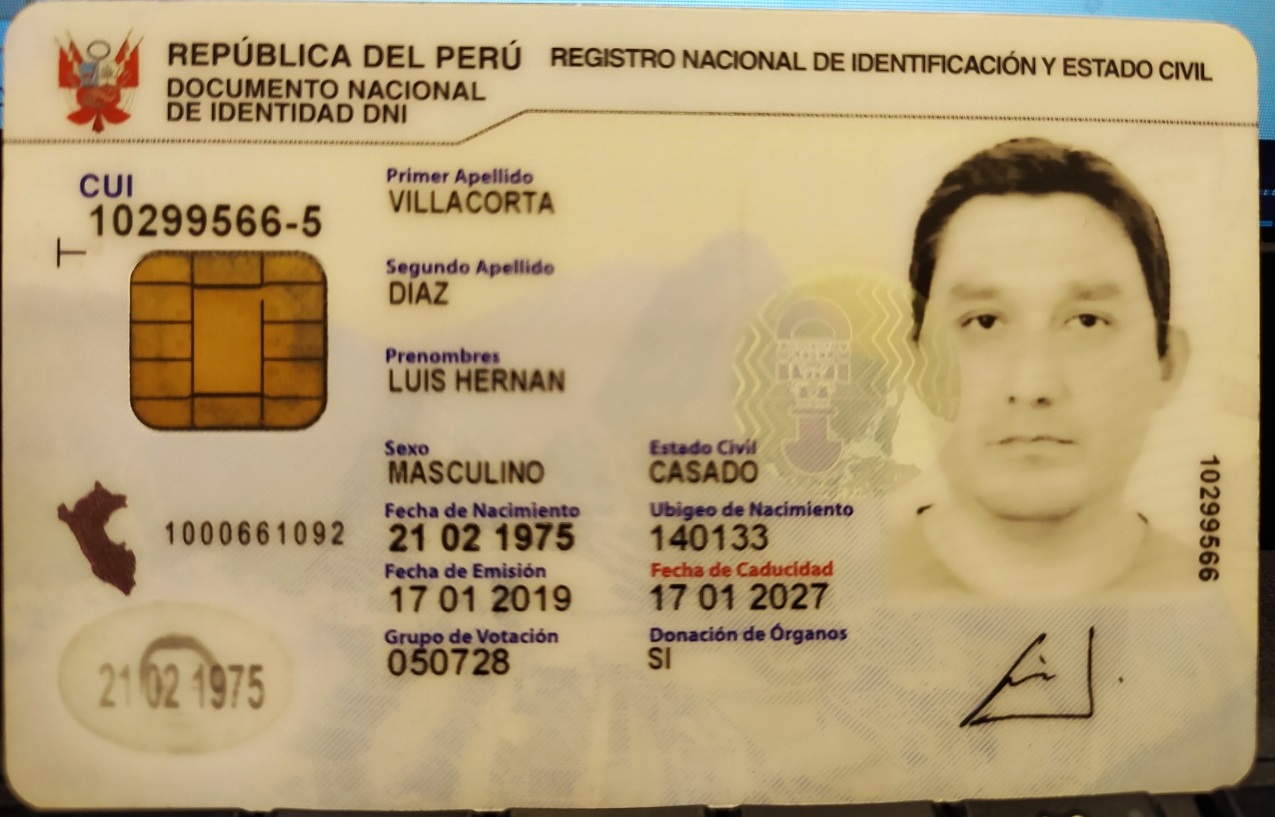 REPÚBLICA DEL PERÚ
DOCUMENTO NACIONAL
DE IDENTIDAD DNI
REGISTRO NACIONAL DE IDENTIFICACIÓN Y ESTADO CIVIL
CUI
10299566-5
Primer Apellido
VILLACORTA
Segundo Apellido
DIAZ
Prenombres
LUIS HERNAN
Sexo
MASCULINO
Estado Civil
CASADO
Fecha de Nacimiento
21 02 1975
Ubigeo de Nacimiento
140133
Fecha de Emisión
17 01 2019
Fecha de Caducidad
17 01 2027
Grupo de Votación
050728
Donación de Órganos
SI
1000661092
21 02 1975
10299566